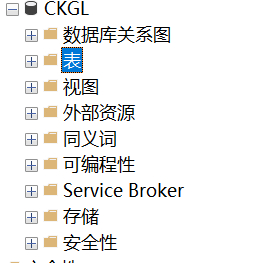 CKGL
数据库关系图
表
视图
外部资源
同义词
可编程性
Service Broker
存储
安全性